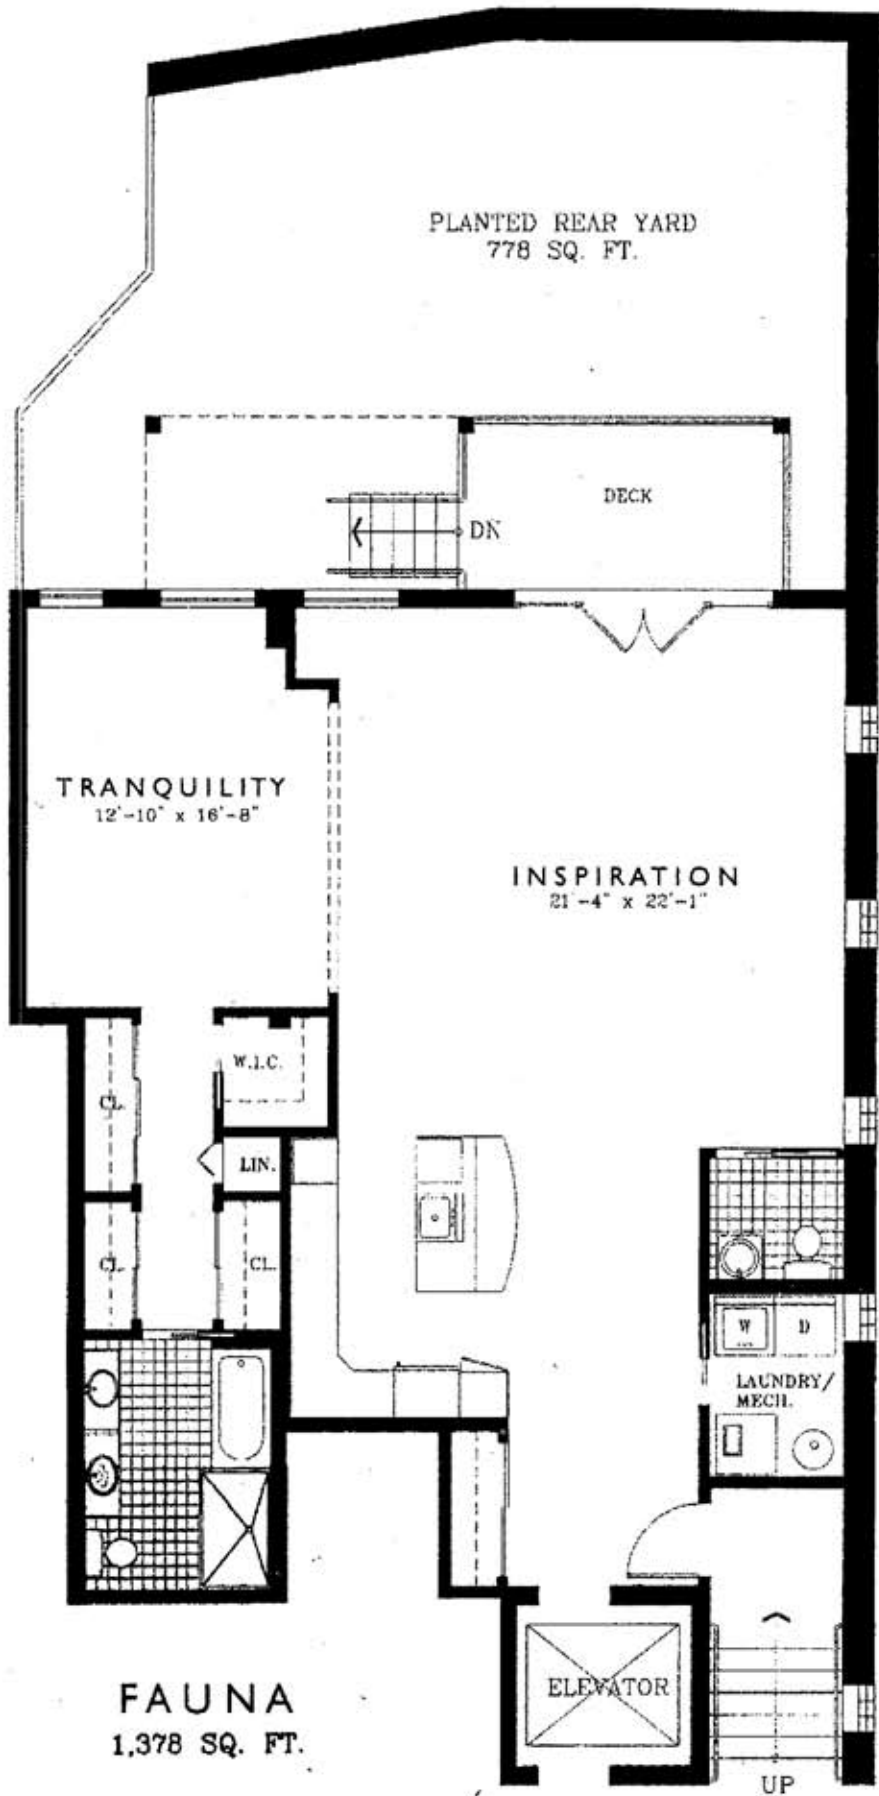 PLANTED REAR YARD
778 SQ. FT.
DECK
DN
TRANQUILITY
12'-10" x 16'-8"
INSPIRATION
21'-4" x 22'-1"
W.I.C.
CL.
LIN.
CL.
CL.
W D
LAUNDRY/
MECH.
ELEVATOR
FAUNA
1,378 SQ. FT.
UP